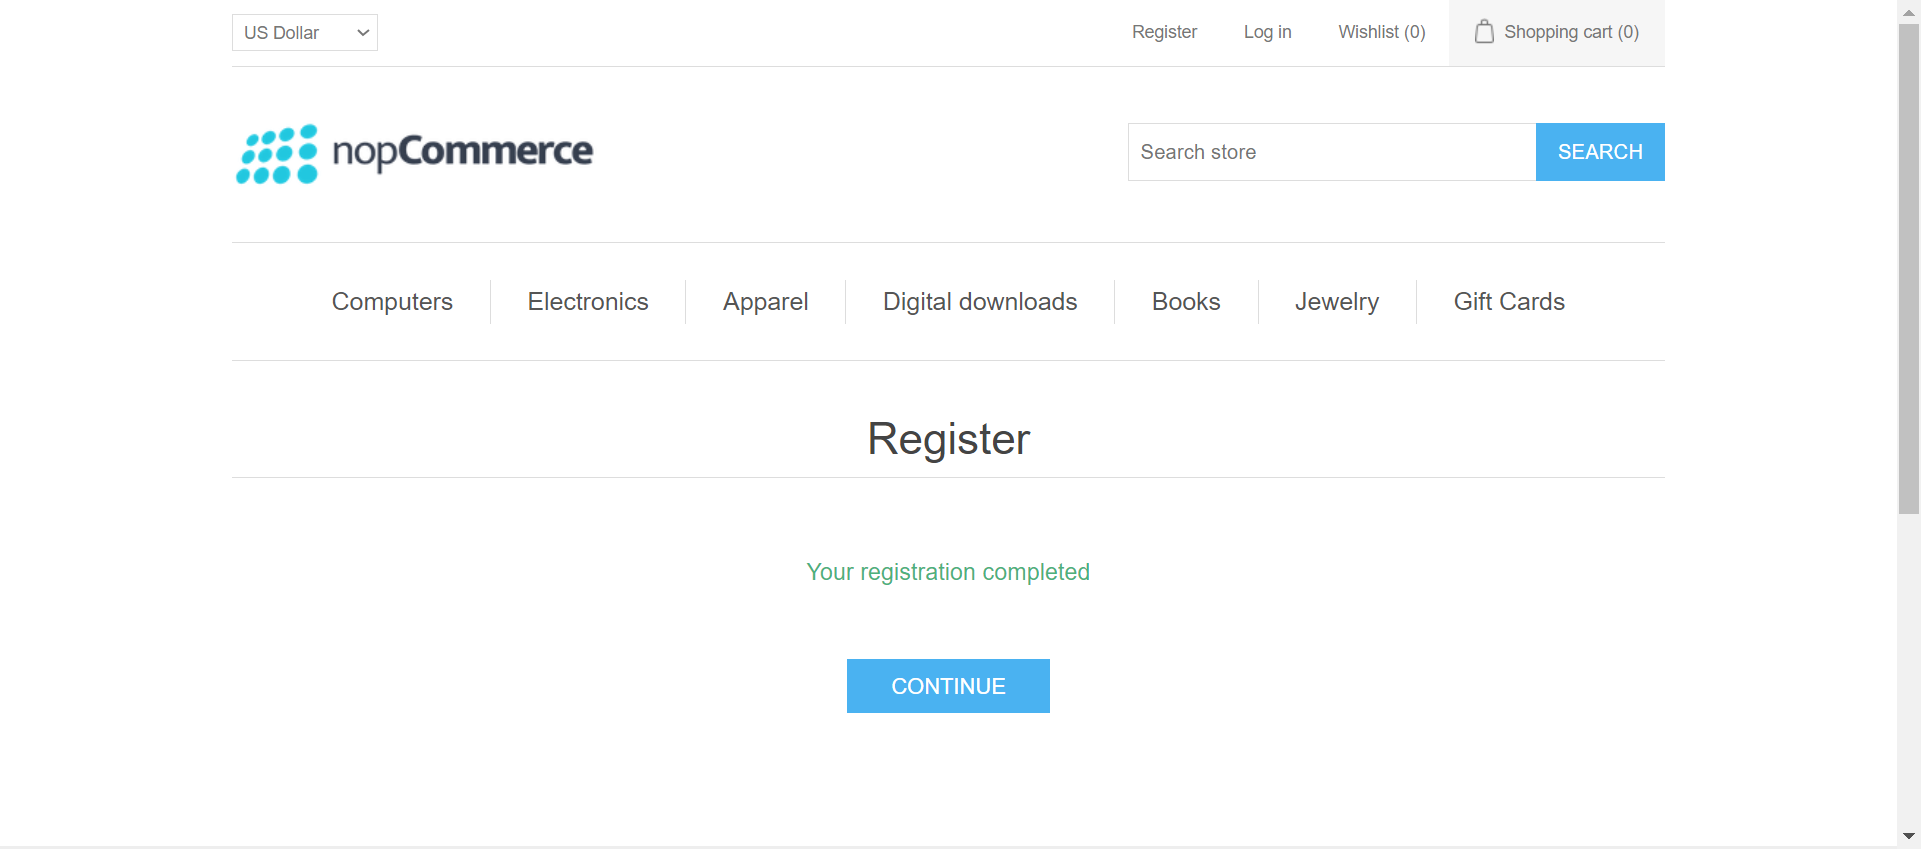 US Dollar
Register
Log in
Wishlist (0)
Shopping cart (0)
nopCommerce
Search store
SEARCH
Computers
Electronics
Apparel
Digital downloads
Books
Jewelry
Gift Cards
Register
Your registration completed
CONTINUE